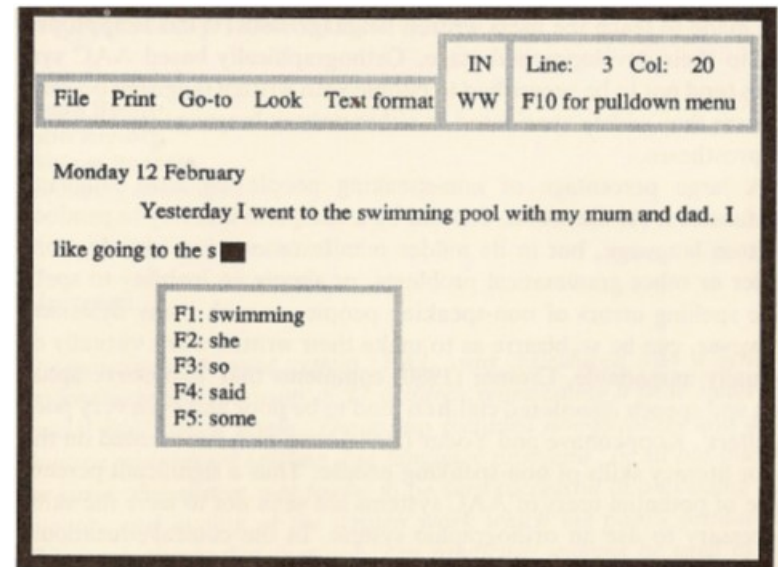 IN Line: 3 Col: 20
File Print Go-to Look Text format WW F10 for pulldown menu
Monday 12 February
Yesterday I went to the swimming pool with my mum and dad. I
like going to the s
F1: swimming
F2: she
F3: so
F4: said
F5: some